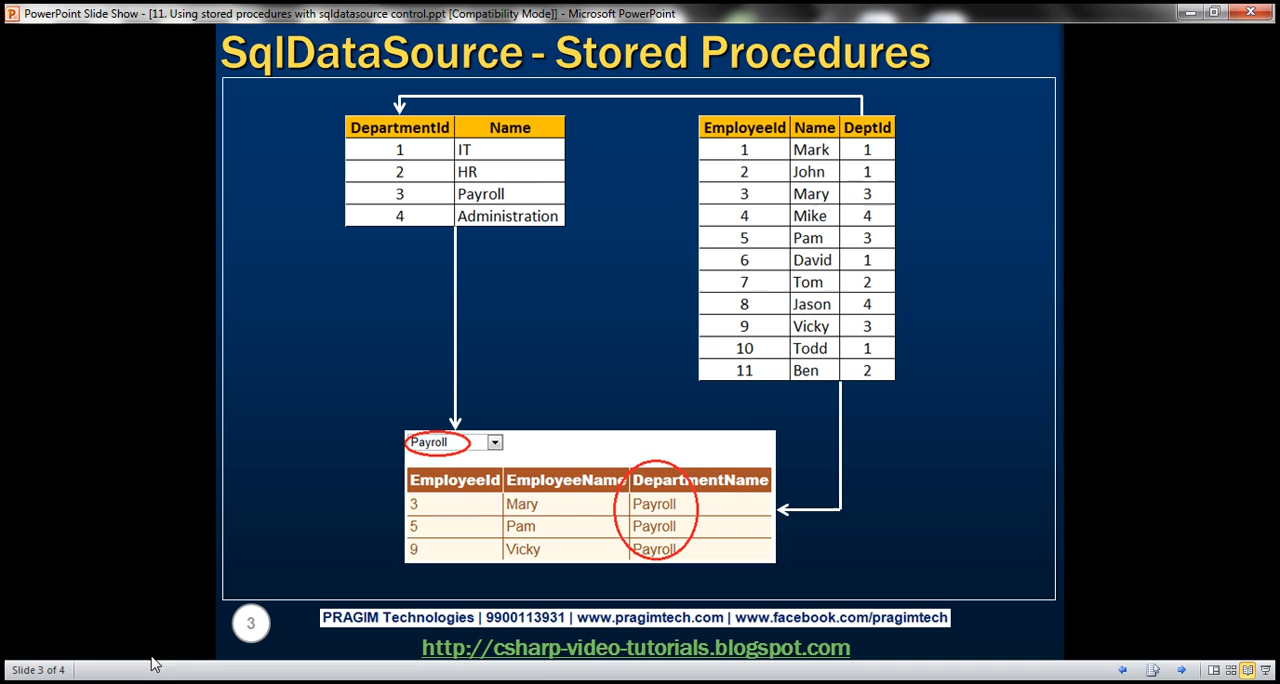 PowerPoint Slide Show - [11. Using stored procedures with sqldatasource control.ppt [Compatibility Mode]] - Microsoft PowerPoint
SqlDataSource - Stored Procedures
DepartmentId Name
1 IT
2 HR
3 Payroll
4 Administration
EmployeeId Name DeptId
1 Mark 1
2 John 1
3 Mary 3
4 Mike 4
5 Pam 3
6 David 1
7 Tom 2
8 Jason 4
9 Vicky 3
10 Todd 1
11 Ben 2
Payroll
EmployeeId EmployeeName DepartmentName
3 Mary Payroll
5 Pam Payroll
9 Vicky Payroll
3
PRAGIM Technologies | 9900113931 | www.pragimtech.com | www.facebook.com/pragimtech
http://csharp-video-tutorials.blogspot.com
Slide 3 of 4